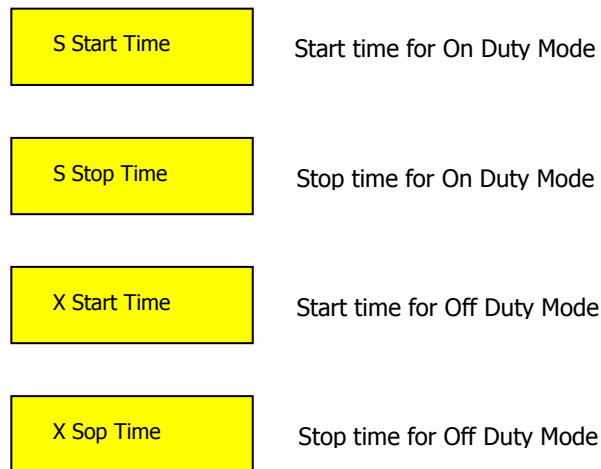 S Start Time
Start time for On Duty Mode
S Stop Time
Stop time for On Duty Mode
X Start Time
Start time for Off Duty Mode
X Sop Time
Stop time for Off Duty Mode